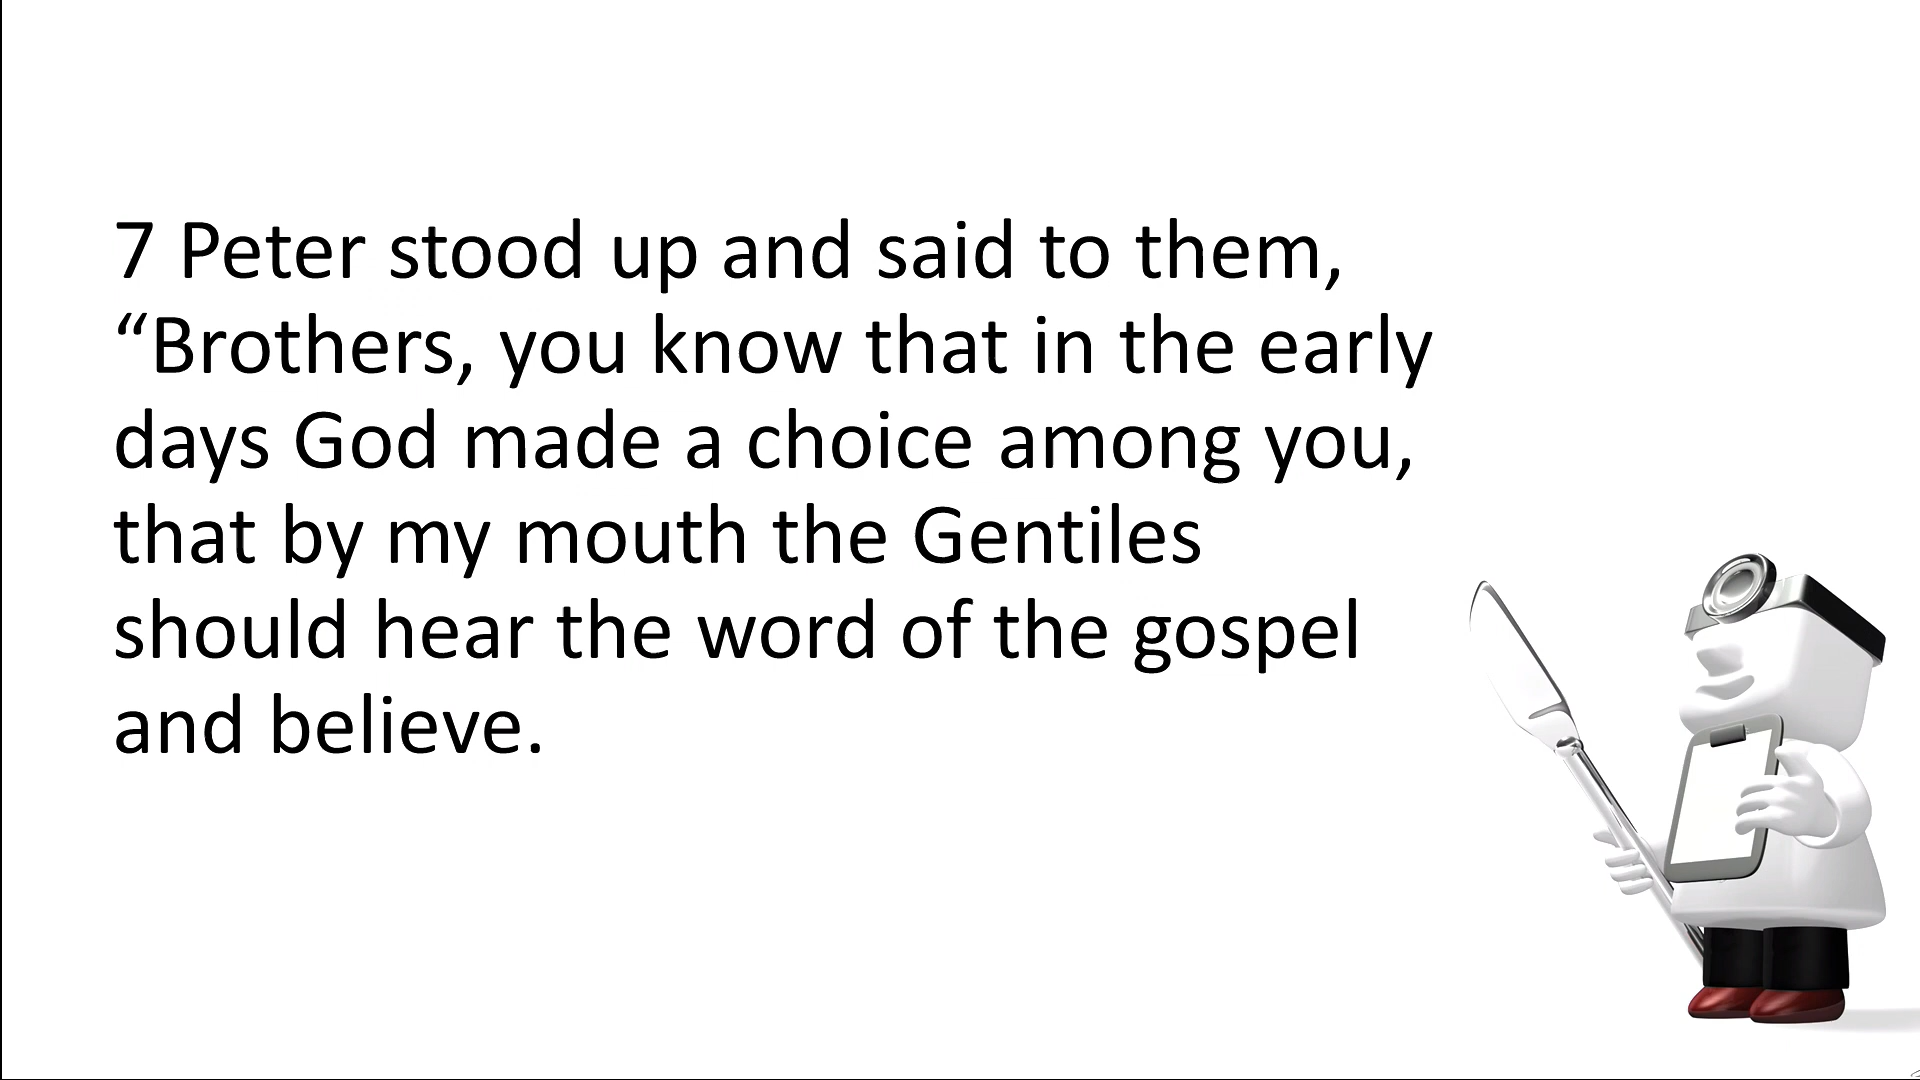 7 Peter stood up and said to them,
“Brothers, you know that in the early
days God made a choice among you,
that by my mouth the Gentiles
should hear the word of the gospel
and believe.